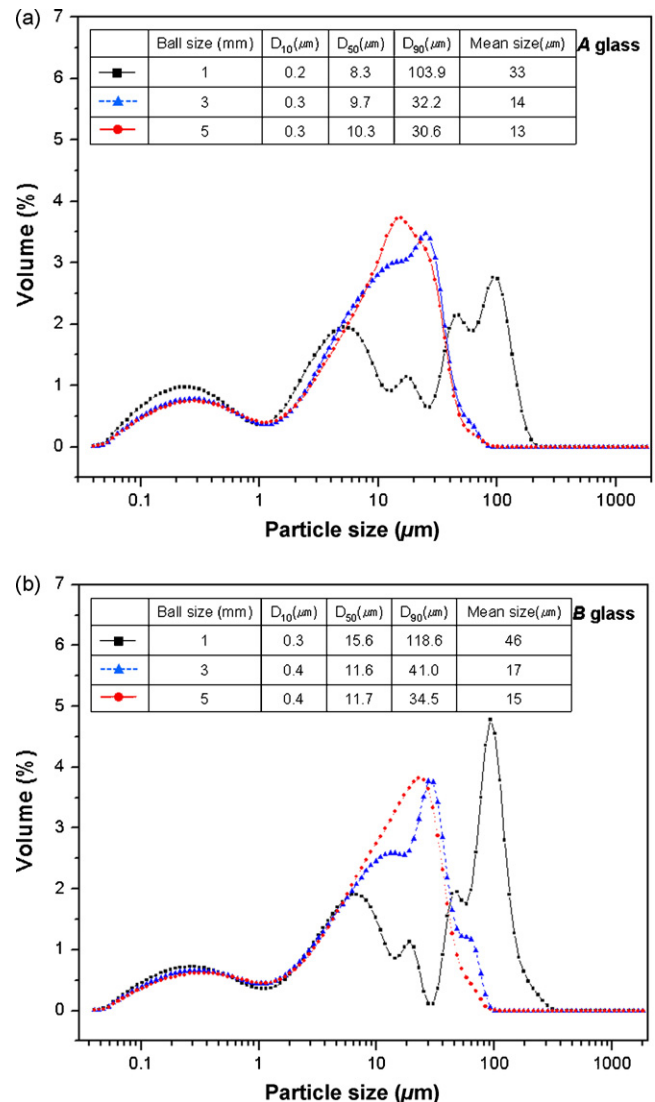 (a)
7
Ball size (mm) D₁₀(μm) D₅₀(μm) D₉₀(μm) Mean size(μm) A glass
1 0.2 8.3 103.9 33
3 0.3 9.7 32.2 14
5 0.3 10.3 30.6 13
6
5
4
3
2
1
0
Volume (%)
0.1 1 10 100 1000
Particle size (μm)
(b)
7
Ball size (mm) D₁₀(μm) D₅₀(μm) D₉₀(μm) Mean size(μm) B glass
1 0.3 15.6 118.6 46
3 0.4 11.6 41.0 17
5 0.4 11.7 34.5 15
6
5
4
3
2
1
0
Volume (%)
0.1 1 10 100 1000
Particle size (μm)